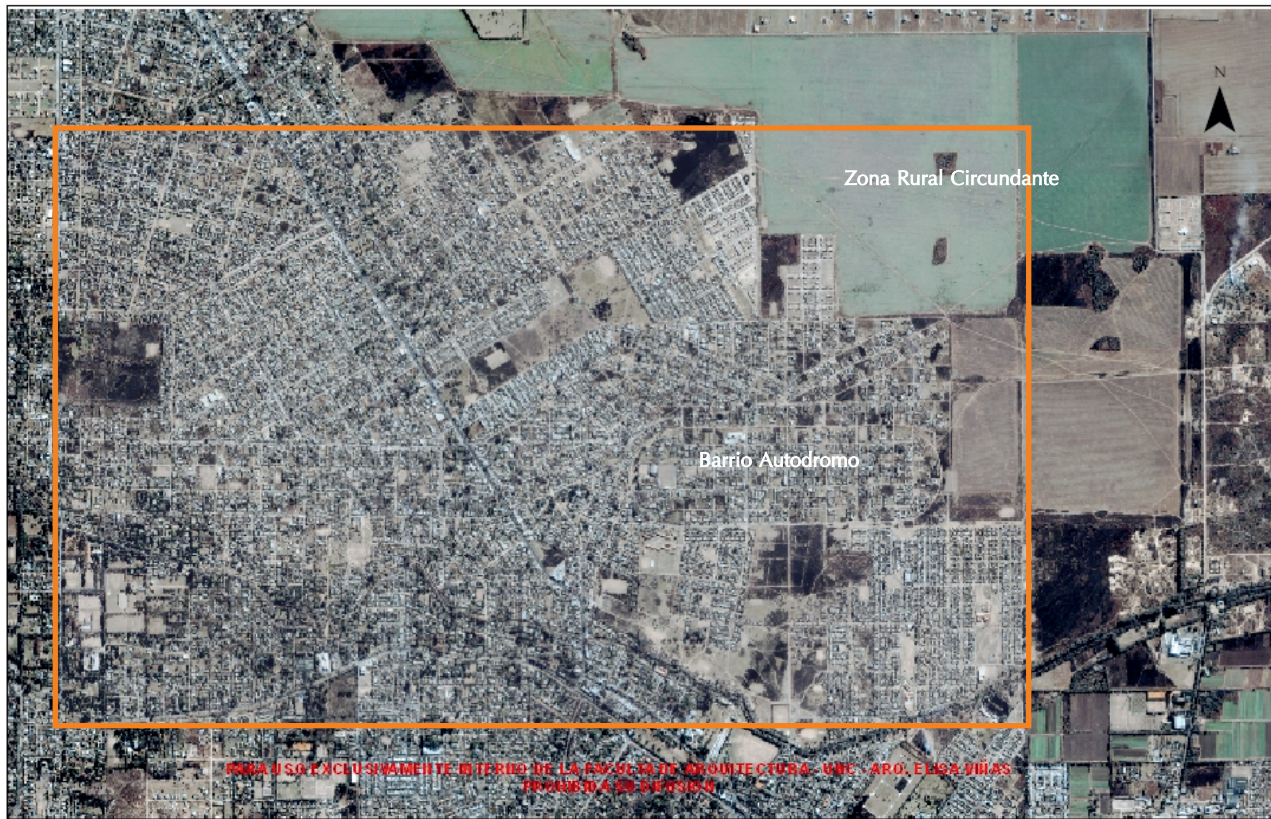 N
Zona Rural Circundante
Barrio Autodromo
PARA USO EXCLUSIVAMENTE INTERNO DE LA FACULTA DE ARQUITECTURA - UNC - ARQ. ELISA VIÑAS
PROHIBIDA SU DIFUSION